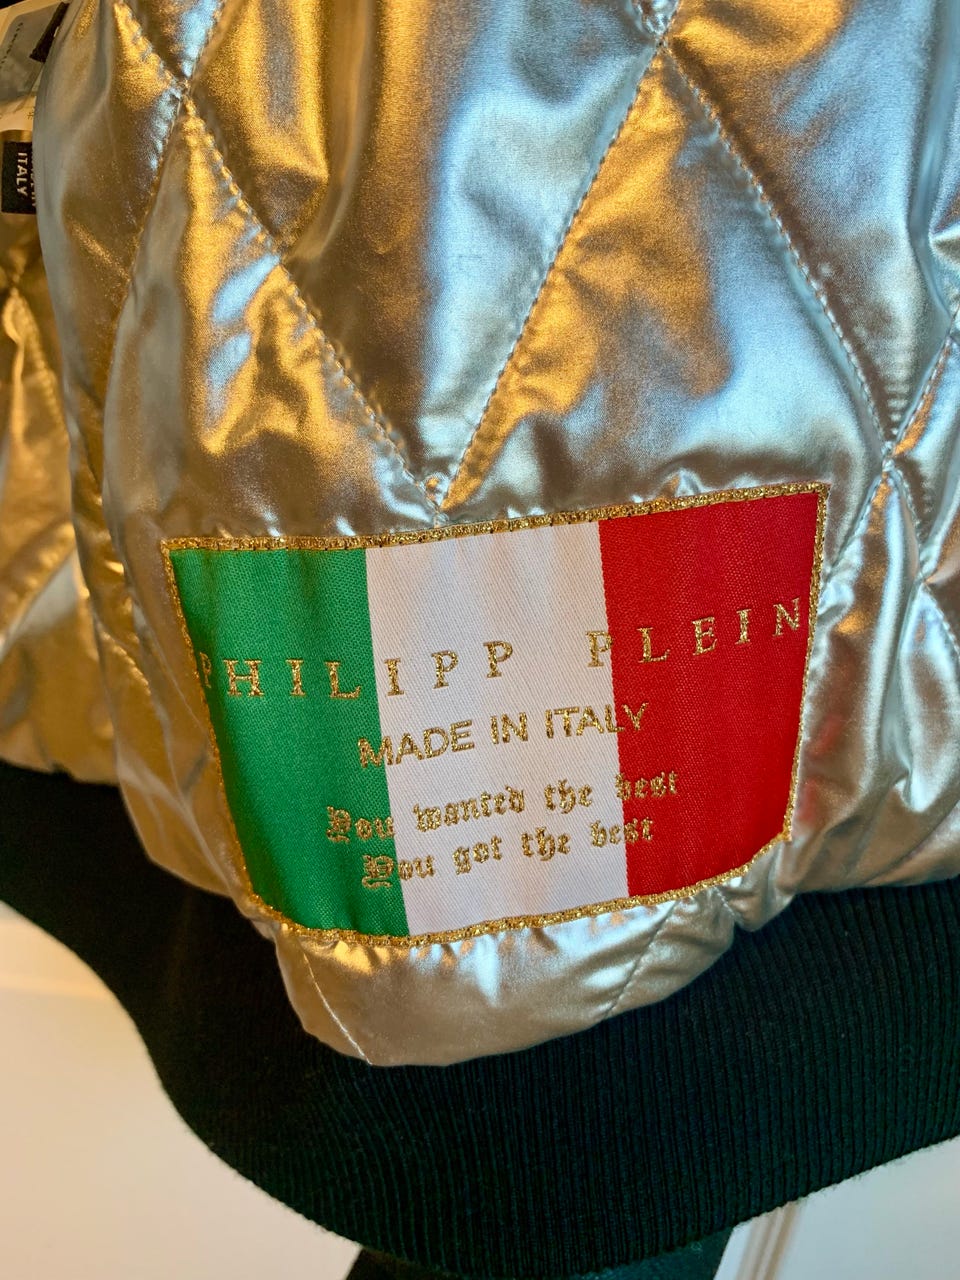 ITALY
PHILIPP PLEIN
MADE IN ITALY
You wanted the best
You got the best